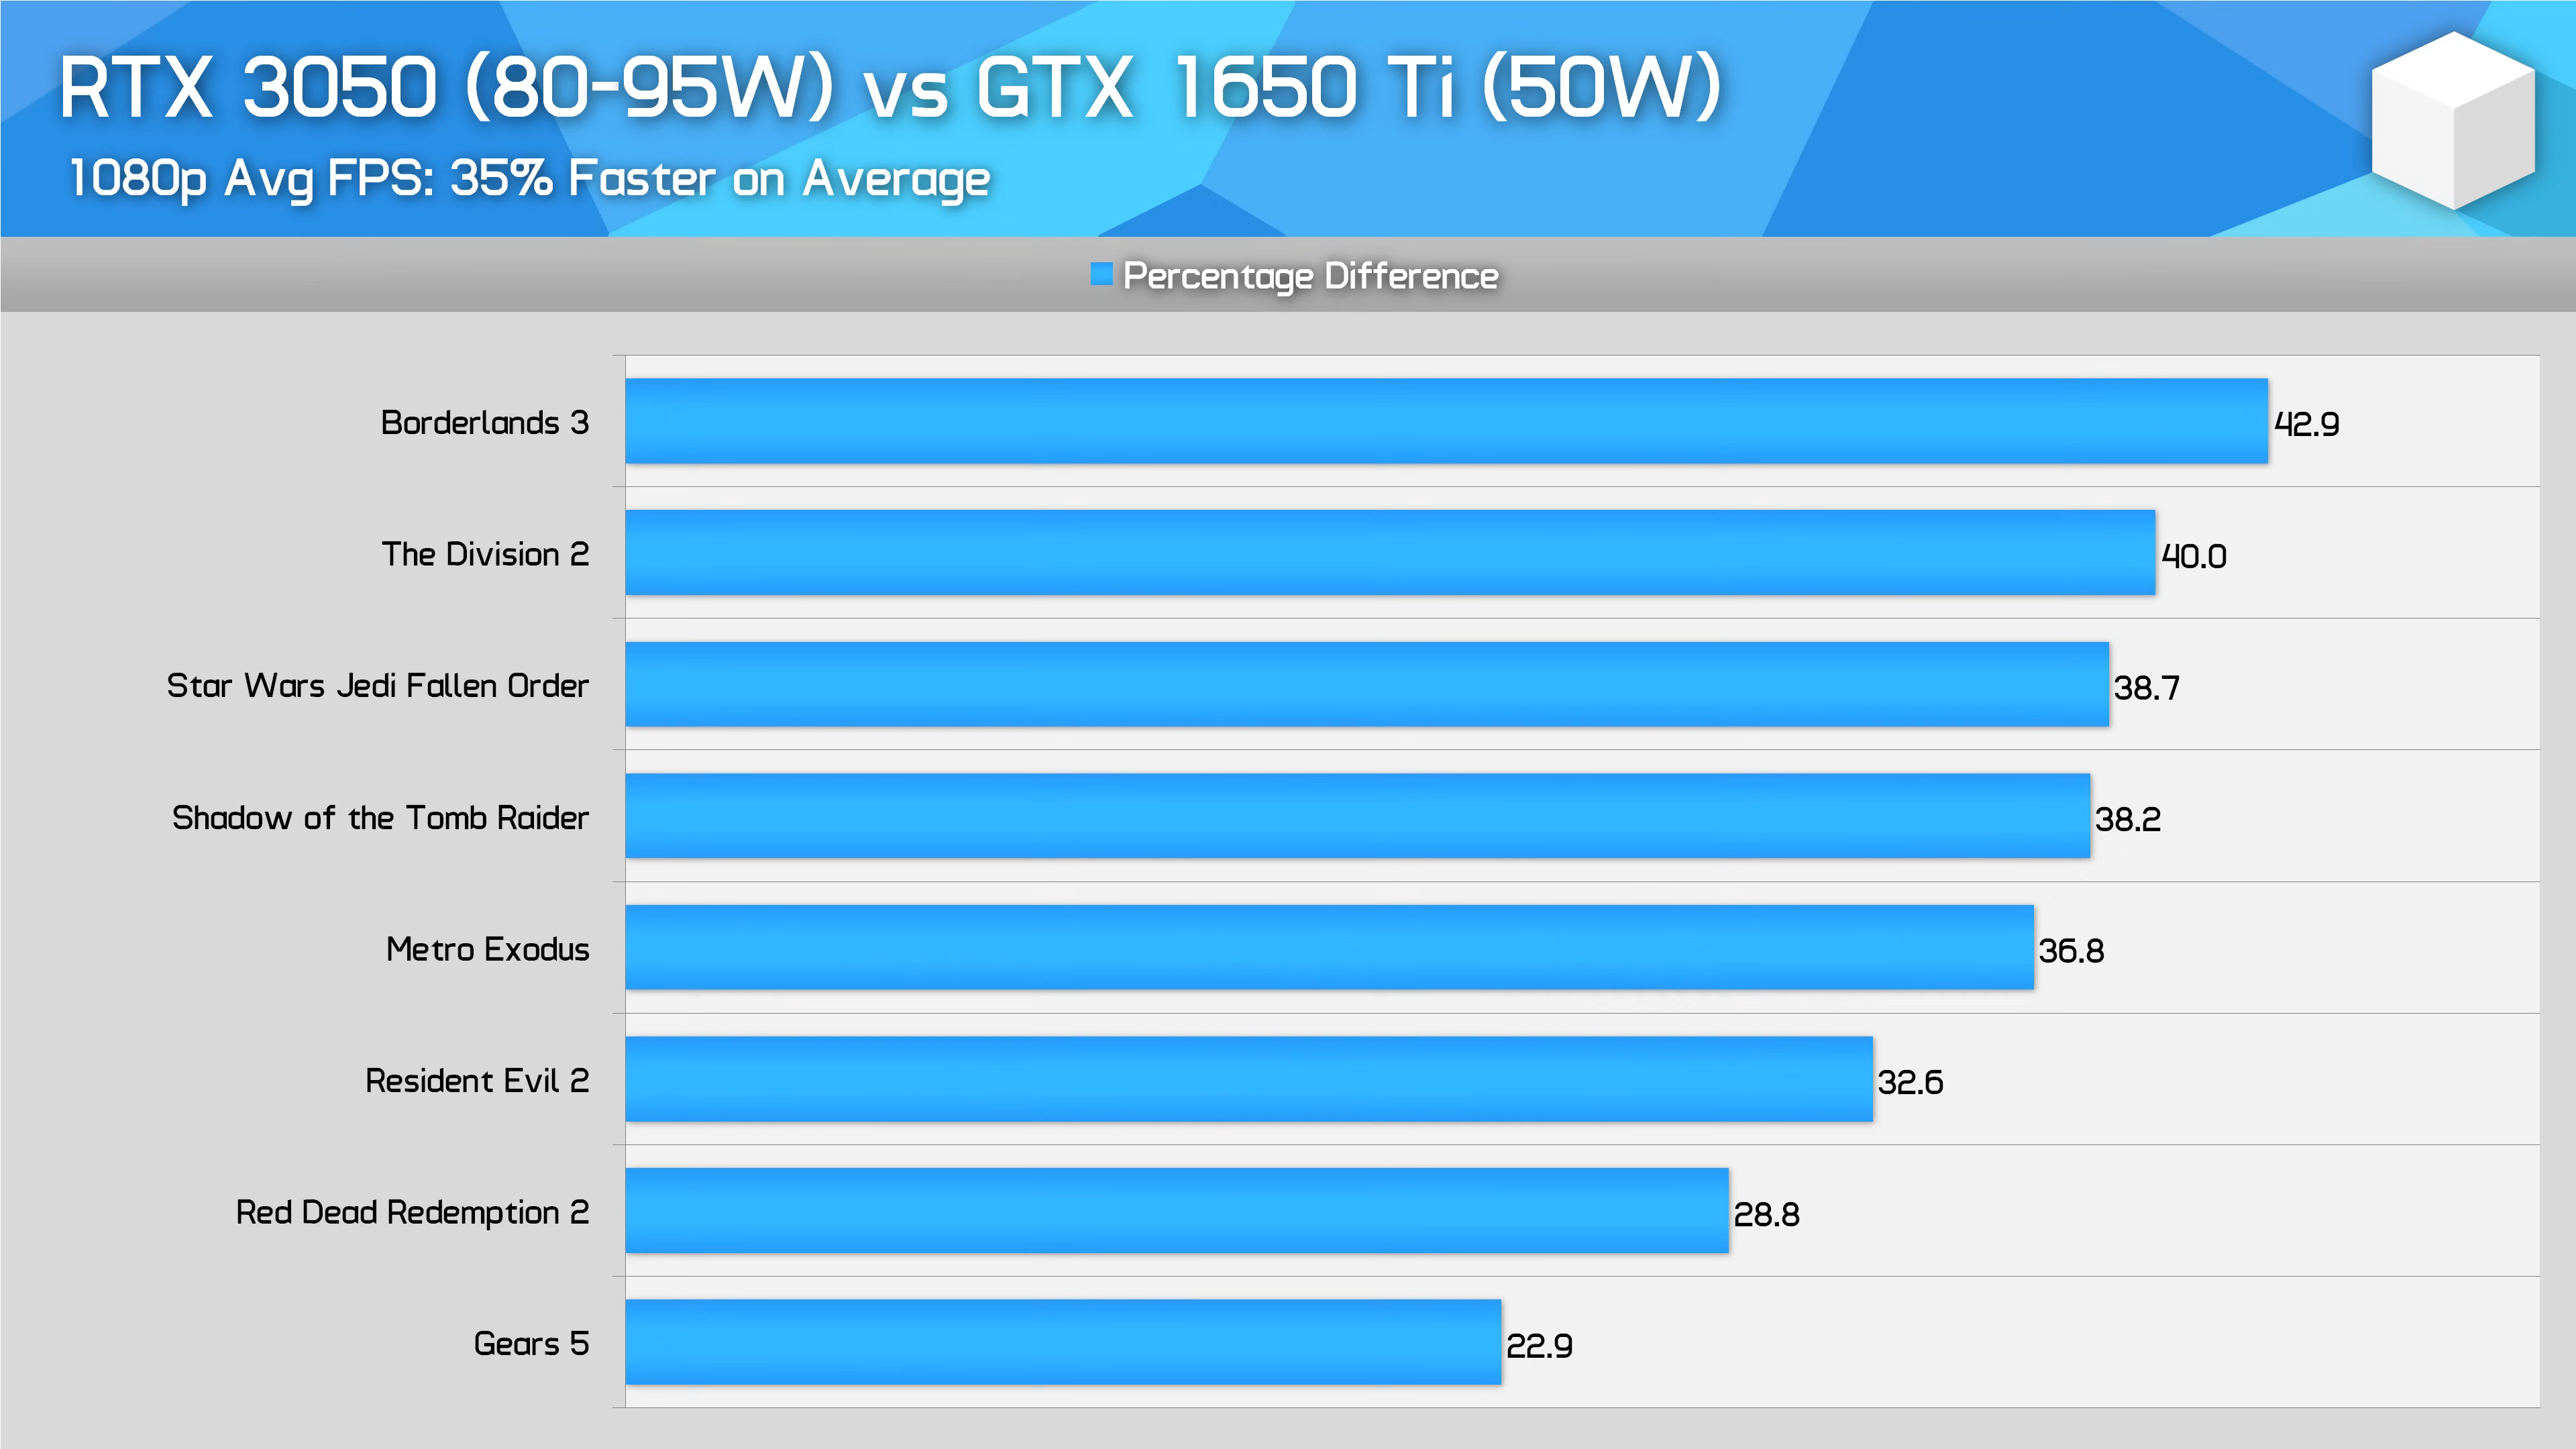 RTX 3050 (80-95W) vs GTX 1650 Ti (50W)
1080p Avg FPS: 35% Faster on Average
Percentage Difference
Borderlands 3 42.9
The Division 2 40.0
Star Wars Jedi Fallen Order 38.7
Shadow of the Tomb Raider 38.2
Metro Exodus 36.8
Resident Evil 2 32.6
Red Dead Redemption 2 28.8
Gears 5 22.9